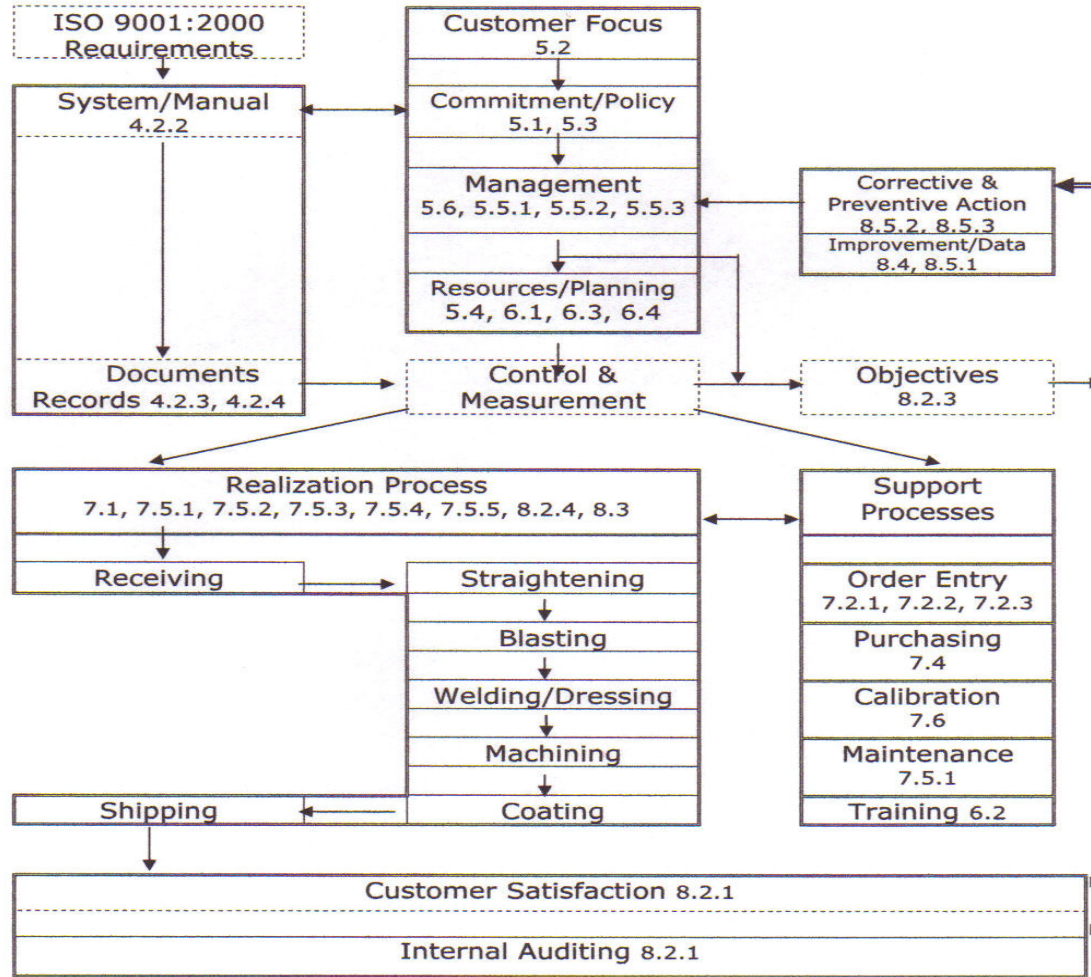 ISO 9001:2000
Requirements
Customer Focus
5.2
System/Manual
4.2.2
Commitment/Policy
5.1, 5.3
Management
5.6, 5.5.1, 5.5.2, 5.5.3
Corrective &
Preventive Action
8.5.2, 8.5.3
Improvement/Data
8.4, 8.5.1
Resources/Planning
5.4, 6.1, 6.3, 6.4
Documents
Records 4.2.3, 4.2.4
Control &
Measurement
Objectives
8.2.3
Realization Process
7.1, 7.5.1, 7.5.2, 7.5.3, 7.5.4, 7.5.5, 8.2.4, 8.3
Support
Processes
Receiving
Straightening
Blasting
Welding/Dressing
Machining
Coating
Shipping
Order Entry
7.2.1, 7.2.2, 7.2.3
Purchasing
7.4
Calibration
7.6
Maintenance
7.5.1
Training 6.2
Customer Satisfaction 8.2.1
Internal Auditing 8.2.1